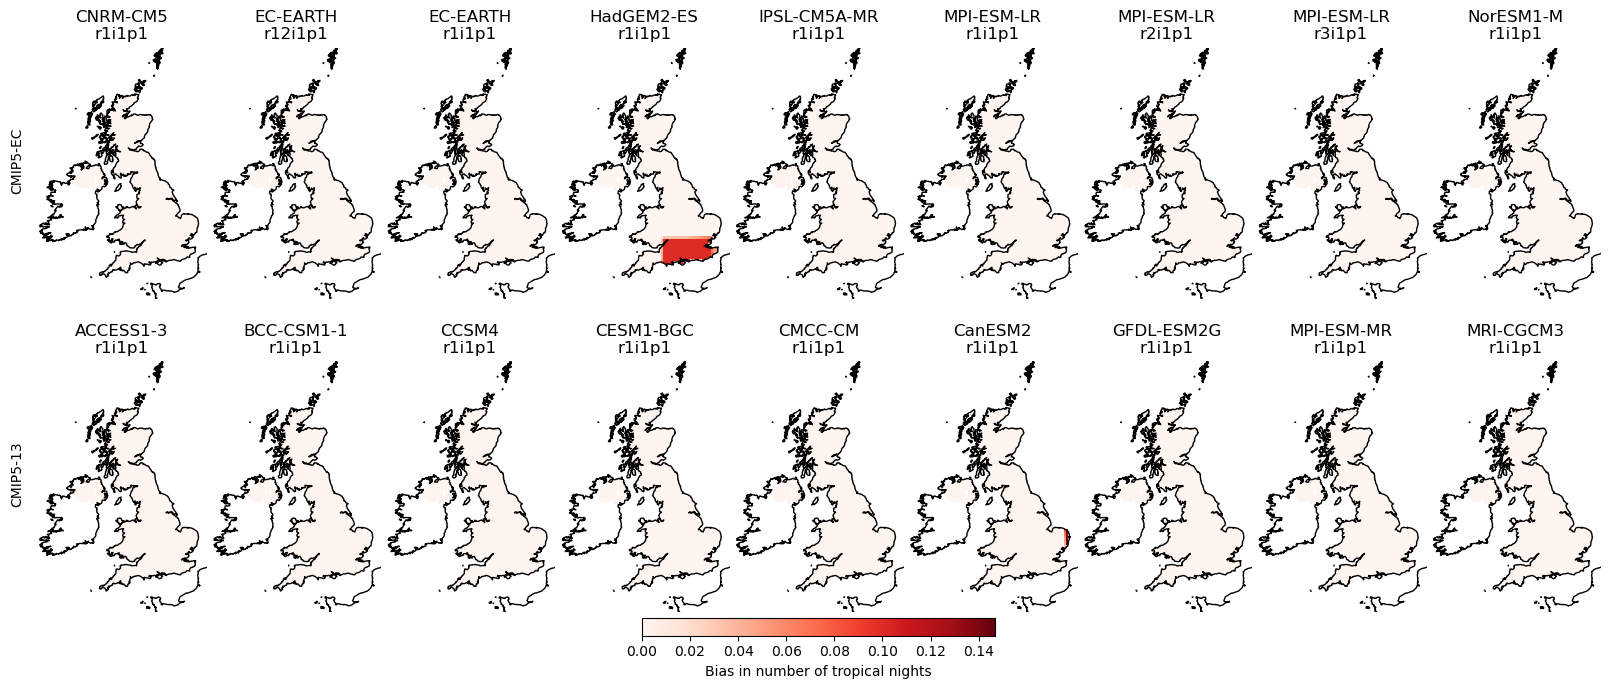 CNRM-CM5
r1i1p1
EC-EARTH
r12i1p1
EC-EARTH
r1i1p1
HadGEM2-ES
r1i1p1
IPSL-CM5A-MR
r1i1p1
MPI-ESM-LR
r1i1p1
MPI-ESM-LR
r2i1p1
MPI-ESM-LR
r3i1p1
NorESM1-M
r1i1p1
CMIP5-EC
ACCESS1-3
r1i1p1
BCC-CSM1-1
r1i1p1
CCSM4
r1i1p1
CESM1-BGC
r1i1p1
CMCC-CM
r1i1p1
CanESM2
r1i1p1
GFDL-ESM2G
r1i1p1
MPI-ESM-MR
r1i1p1
MRI-CGCM3
r1i1p1
CMIP5-13
0.00 0.02 0.04 0.06 0.08 0.10 0.12 0.14
Bias in number of tropical nights